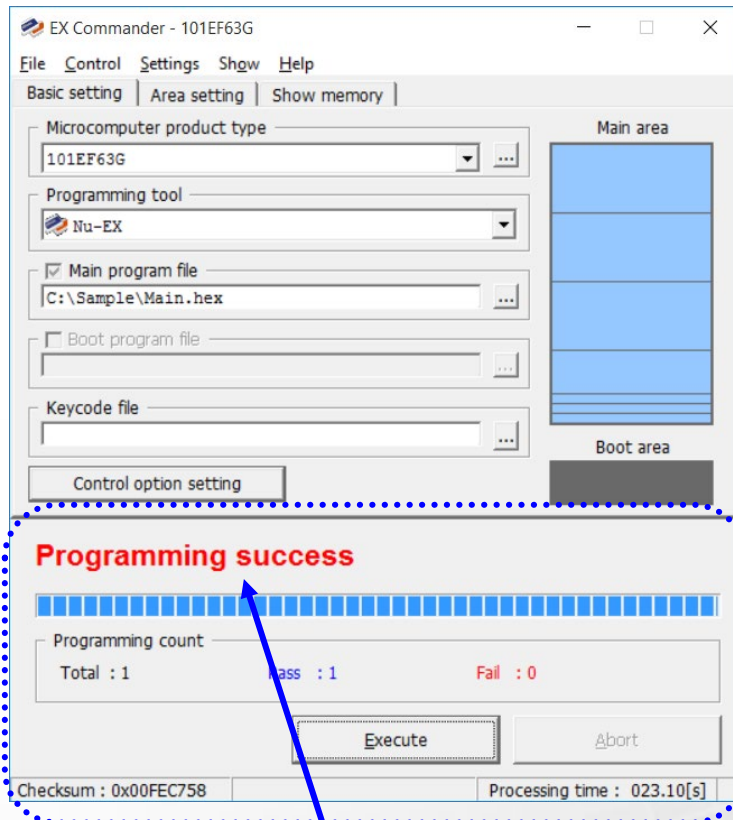 EX Commander - 101EF63G
File Control Settings Show Help
Basic setting Area setting Show memory
Microcomputer product type
101EF63G
...
Programming tool
Nu-EX
Main program file
C:\Sample\Main.hex
...
Boot program file
...
Keycode file
...
Control option setting
Main area
Boot area
Programming success
Programming count
Total : 1 Pass : 1 Fail : 0
Execute Abort
Checksum : 0x00FEC758 Processing time : 023.10[s]